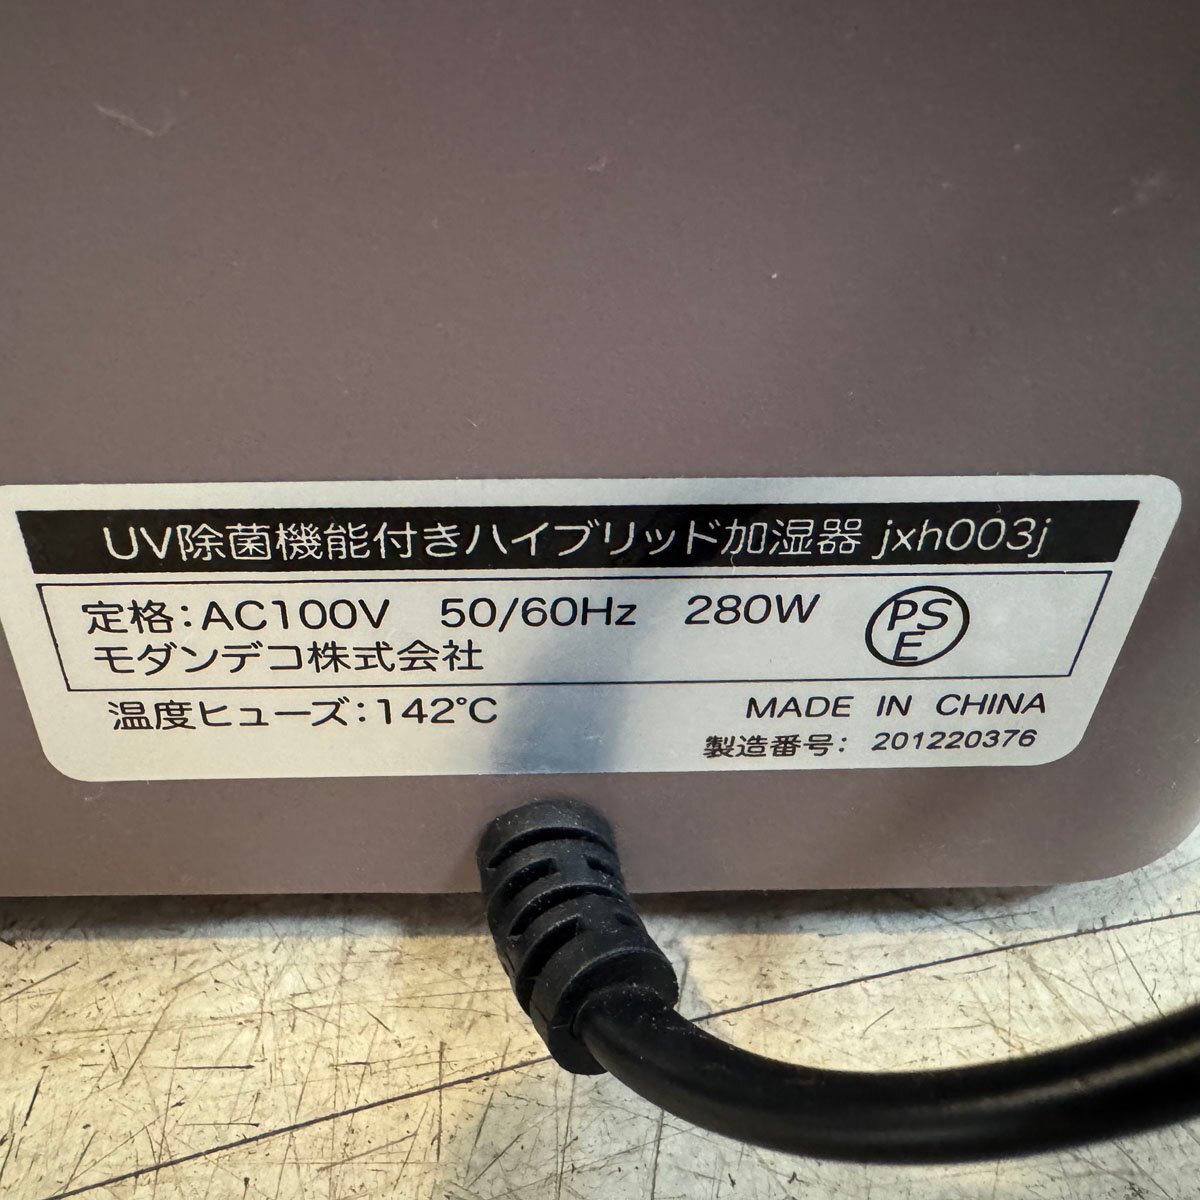 UV除菌機能付きハイブリッド加湿器 jxh003j
定格:AC100V 50/60Hz 280W
PS
E
モダンデコ株式会社
温度ヒューズ:142℃
MADE IN CHINA
製造番号: 201220376